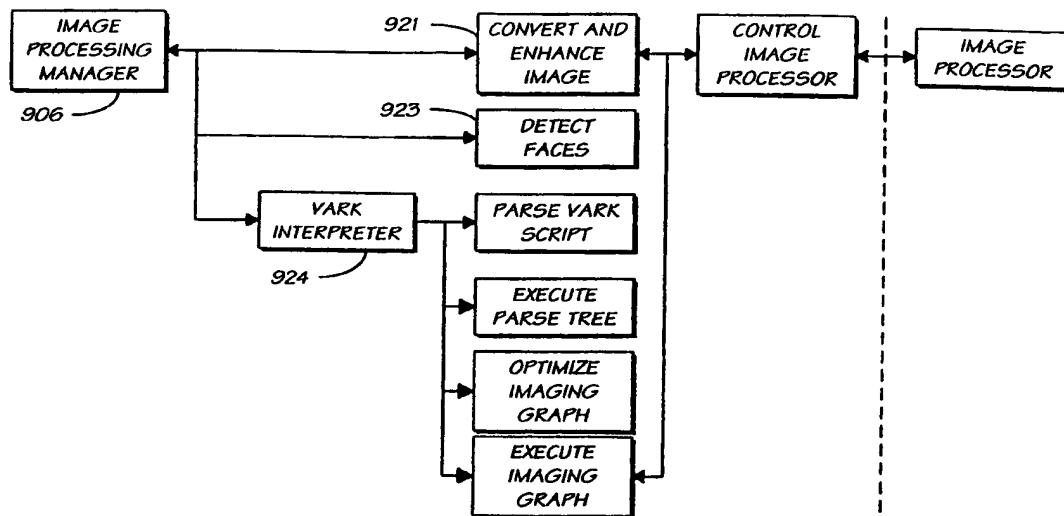 IMAGE
PROCESSING
MANAGER
906
921
CONVERT AND
ENHANCE
IMAGE
CONTROL
IMAGE
PROCESSOR
IMAGE
PROCESSOR
923
DETECT
FACES
VARK
INTERPRETER
924
PARSE VARK
SCRIPT
EXECUTE
PARSE TREE
OPTIMIZE
IMAGING
GRAPH
EXECUTE
IMAGING
GRAPH